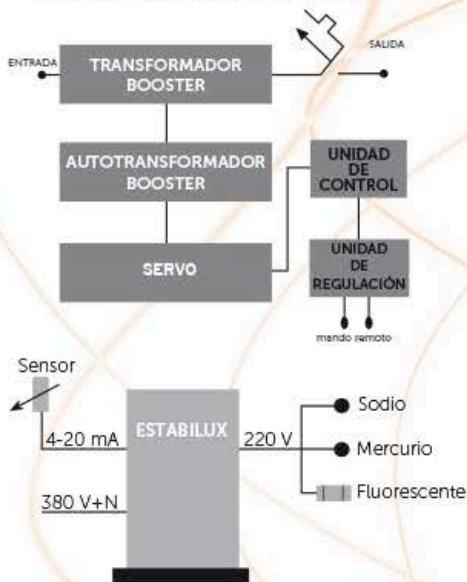 ENTRADA
TRANSFORMADOR
BOOSTER
SALIDA
AUTOTRANSFORMADOR
BOOSTER
UNIDAD
DE
CONTROL
SERVO
UNIDAD
DE
REGULACIÓN
mando remoto
Sensor
4-20 mA
380 V+N
ESTABILUX
220 V
Sodio
Mercurio
Fluorescente